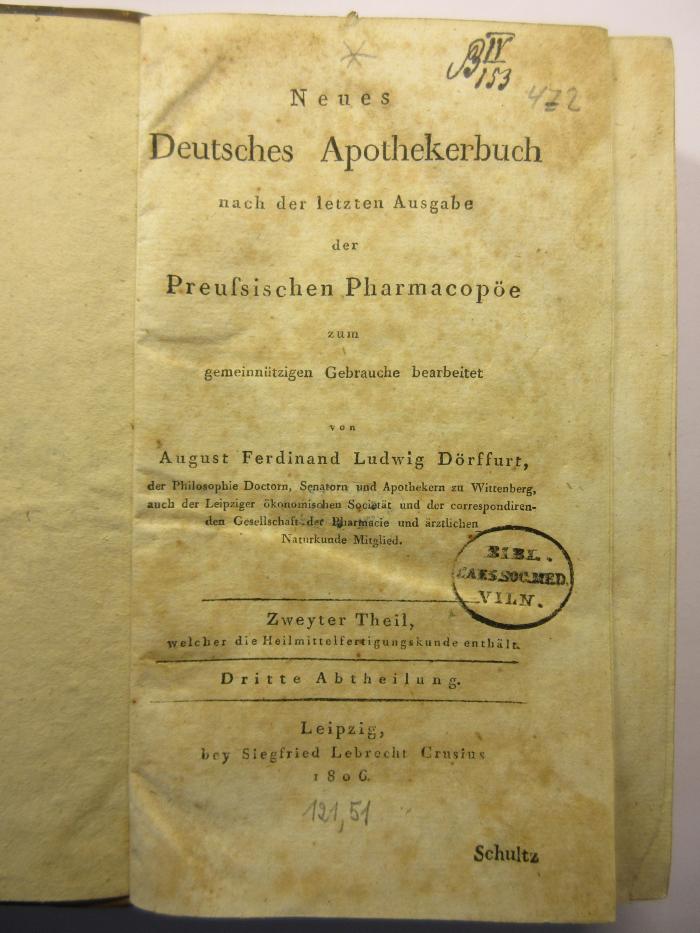 B IV
153
472
Neues
Deutsches Apothekerbuch
nach der letzten Ausgabe
der
Preuſsischen Pharmacopöe
zum
gemeinnützigen Gebrauche bearbeitet
von
August Ferdinand Ludwig Dörffurt,
der Philosophie Doctorn, Senatorn und Apothekern zu Wittenberg,
auch der Leipziger ökonomischen Societät und der correspondiren-
den Gesellschaft der Pharmacie und ärztlichen
Naturkunde Mitglied.
BIBL.
CAES.SOC.MED.
VILN.
Zweyter Theil,
welcher die Heilmittelfertigungskunde enthält.
Dritte Abtheilung.
Leipzig,
bey Siegfried Lebrecht Crusius
1806.
121,51
Schultz